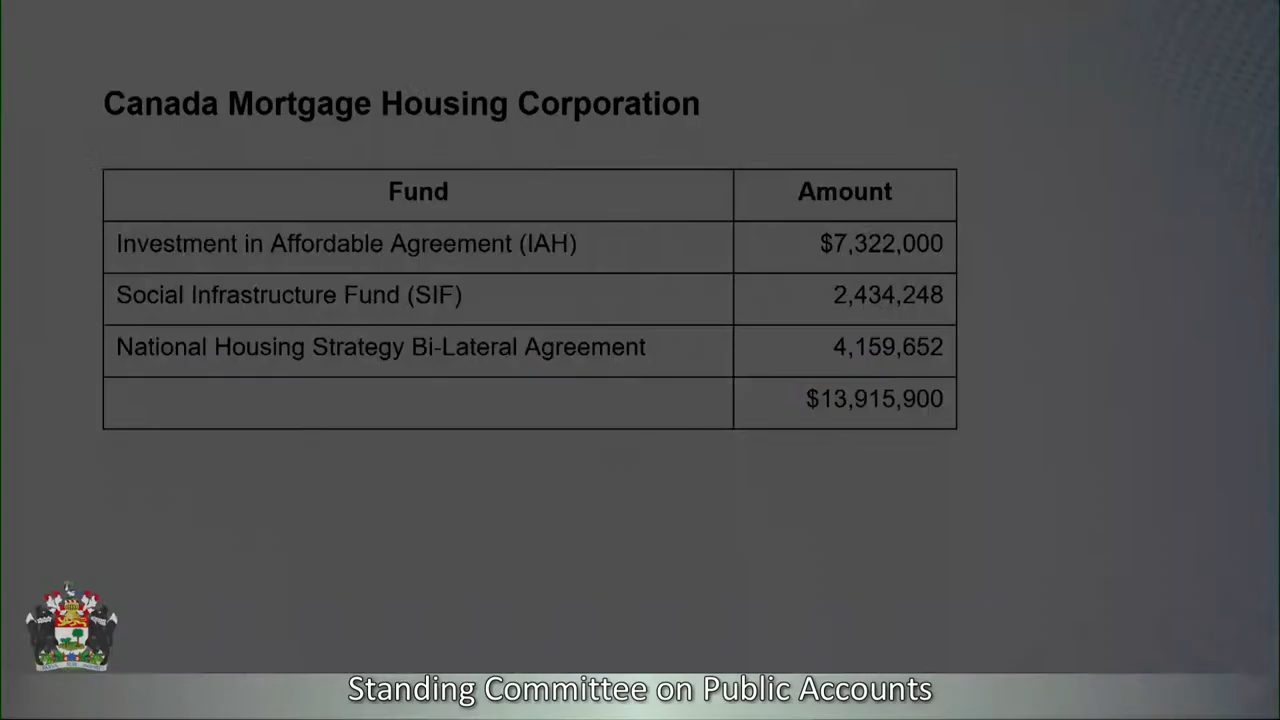 Canada Mortgage Housing Corporation
Fund Amount
Investment in Affordable Agreement (IAH) $7,322,000
Social Infrastructure Fund (SIF) 2,434,248
National Housing Strategy Bi-Lateral Agreement 4,159,652
$13,915,900
Standing Committee on Public Accounts